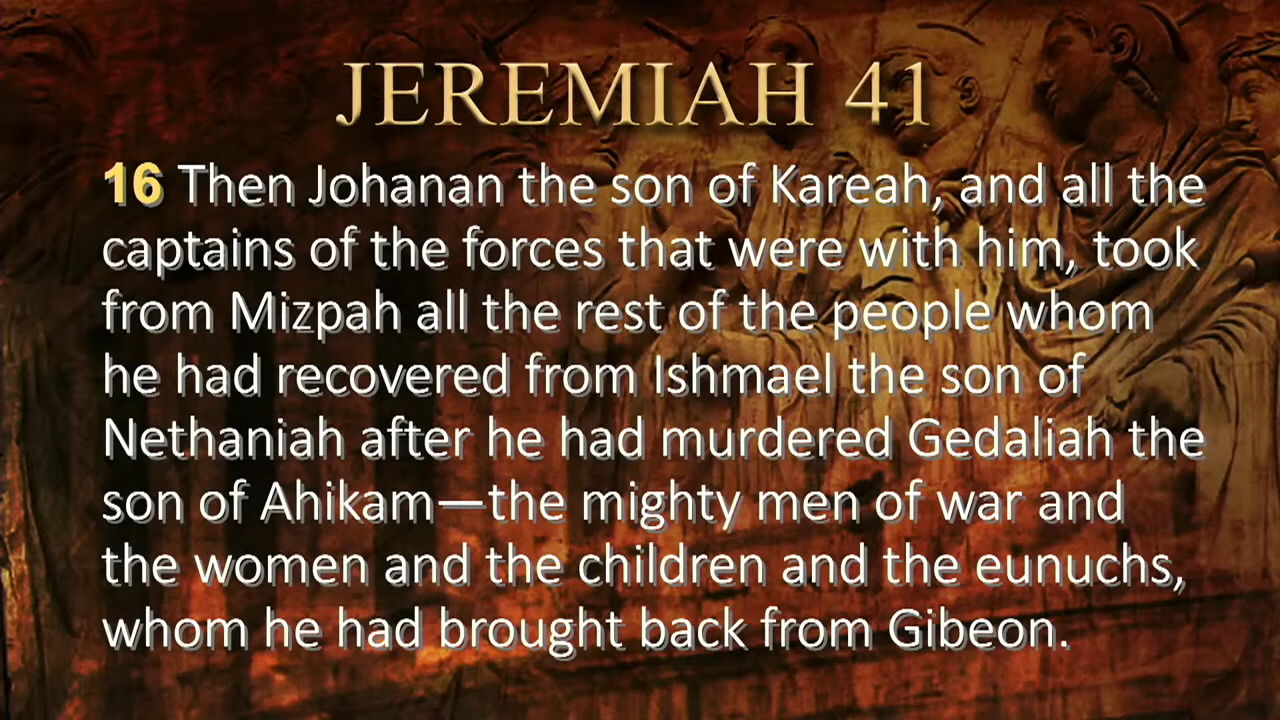 JEREMIAH 41
16 Then Johanan the son of Kareah, and all the
captains of the forces that were with him, took
from Mizpah all the rest of the people whom
he had recovered from Ishmael the son of
Nethaniah after he had murdered Gedaliah the
son of Ahikam—the mighty men of war and
the women and the children and the eunuchs,
whom he had brought back from Gibeon.